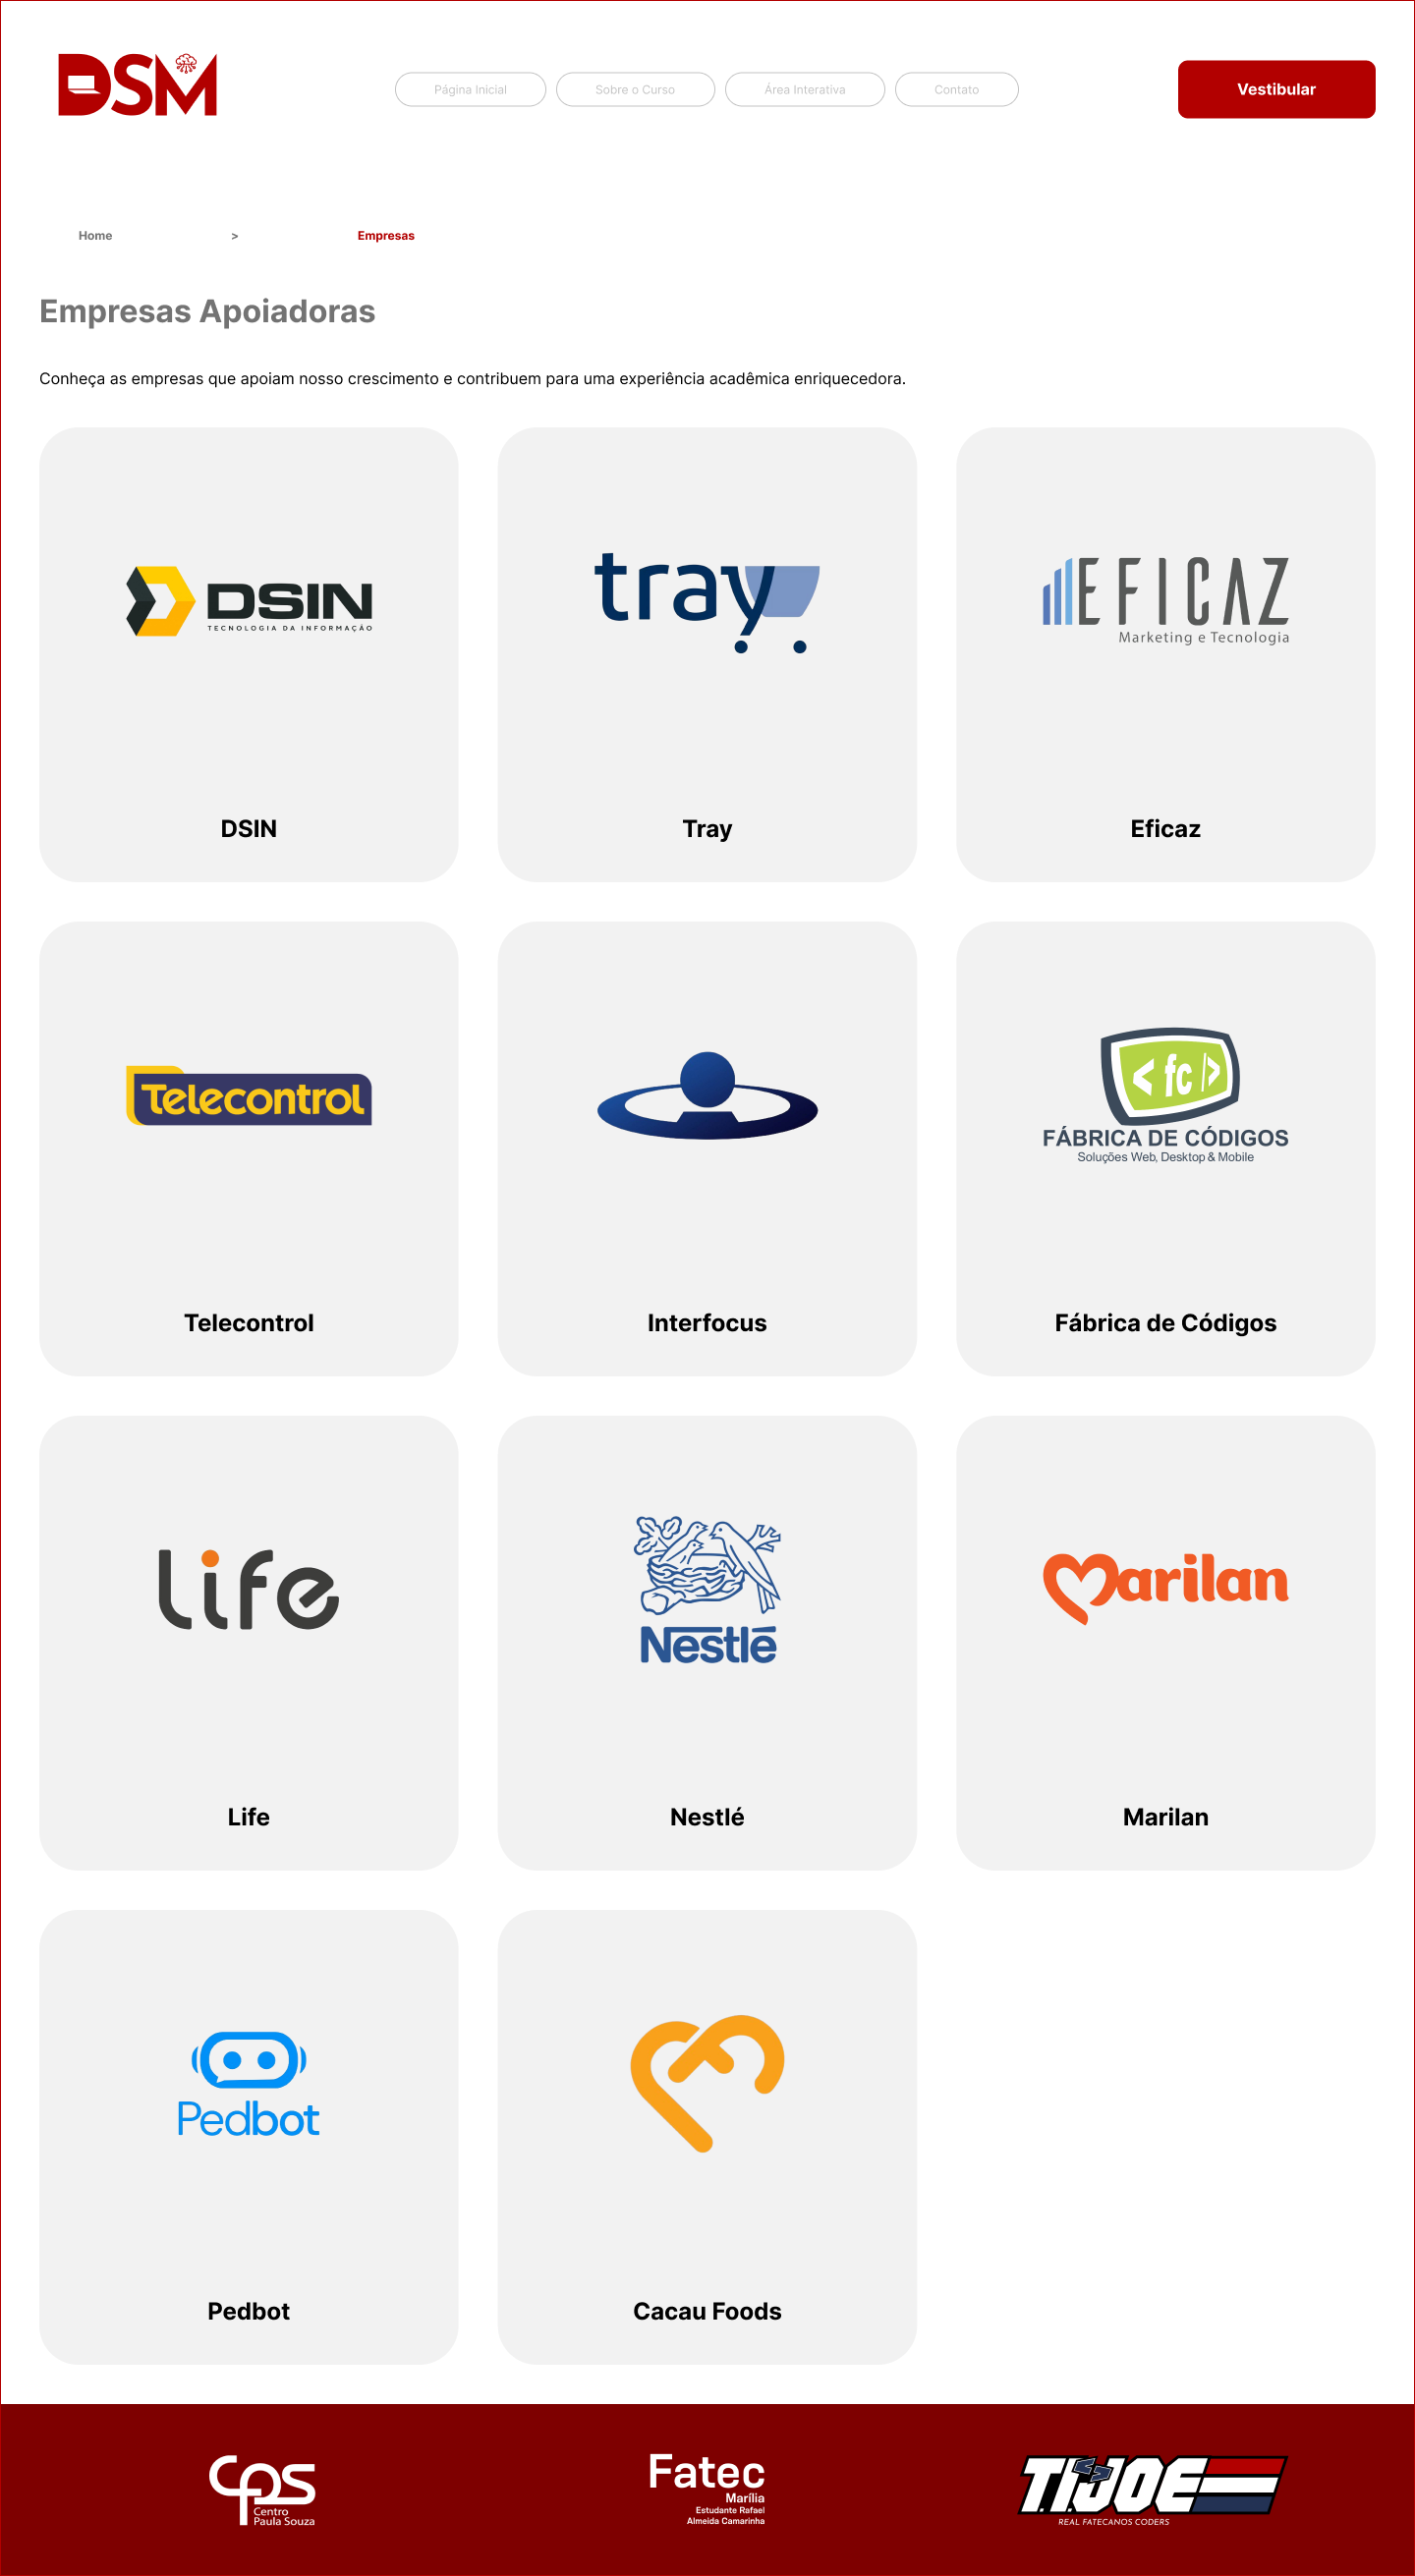 DSM
Página Inicial
Sobre o Curso
Área Interativa
Contato
Vestibular
Home
>
Empresas
Empresas Apoiadoras
Conheça as empresas que apoiam nosso crescimento e contribuem para uma experiência acadêmica enriquecedora.
DSIN
TECNOLOGIA DA INFORMAÇÃO
tray
EFICAZ
Marketing e Tecnologia
DSIN
Tray
Eficaz
Telecontrol
<fc/>
FÁBRICA DE CÓDIGOS
Soluções Web, Desktop & Mobile
Telecontrol
Interfocus
Fábrica de Códigos
Life
Nestlé
Marilan
Life
Nestlé
Marilan
Pedbot
Pedbot
Cacau Foods
CPS
Centro
Paula Souza
Fatec
Marília
Estudante Rafael
Almeida Camarinha
T.I.JOE
REAL FATECANOS CODERS